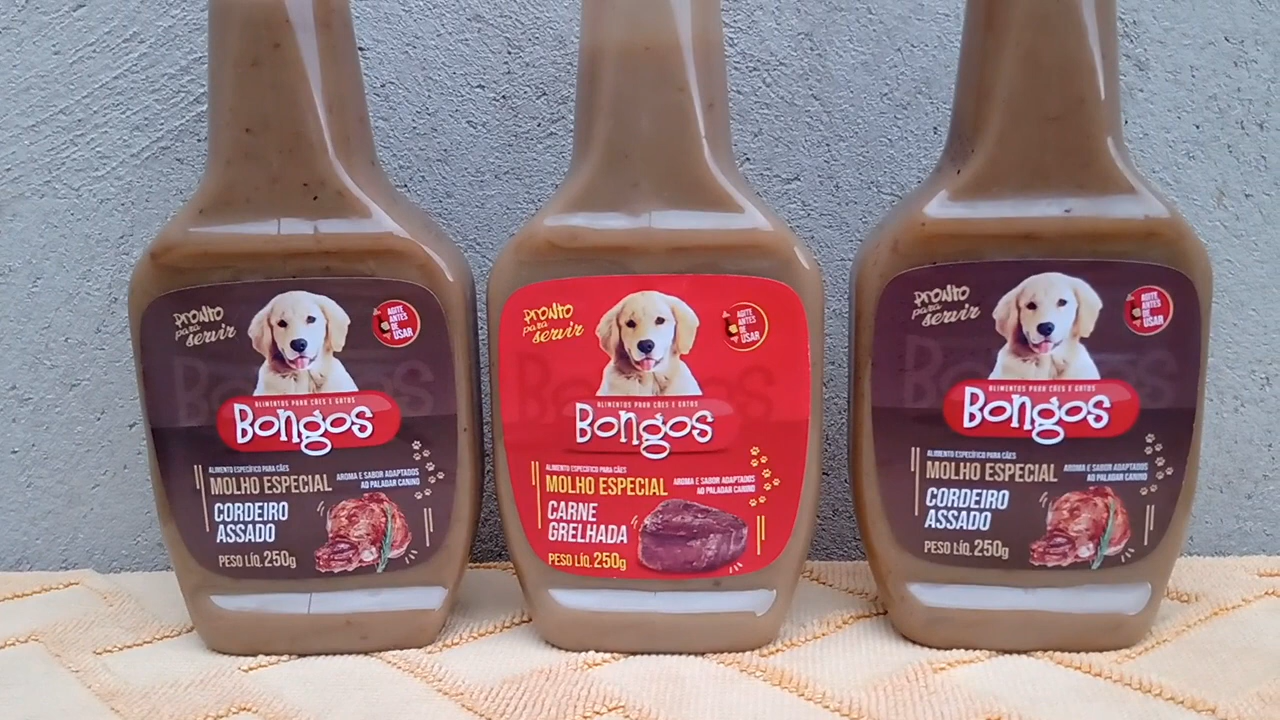 PRONTO
para
servir
AGITE
ANTES
DE
USAR
ALIMENTOS PARA CÃES E GATOS
Bongos
ALIMENTO ESPECÍFICO PARA CÃES
MOLHO ESPECIAL
AROMA E SABOR ADAPTADOS
AO PALADAR CANINO
CORDEIRO
ASSADO
PESO LÍQ. 250g
PRONTO
para
servir
AGITE
ANTES
DE
USAR
Bongos
ALIMENTOS PARA CÃES E GATOS
Bongos
ALIMENTO ESPECÍFICO PARA CÃES
MOLHO ESPECIAL
AROMA E SABOR ADAPTADOS
AO PALADAR CANINO
CARNE
GRELHADA
PESO LÍQ. 250g
PRONTO
para
servir
AGITE
ANTES
DE
USAR
Bongos
ALIMENTOS PARA CÃES E GATOS
Bongos
ALIMENTO ESPECÍFICO PARA CÃES
MOLHO ESPECIAL
AROMA E SABOR ADAPTADOS
AO PALADAR CANINO
CORDEIRO
ASSADO
PESO LÍQ. 250g